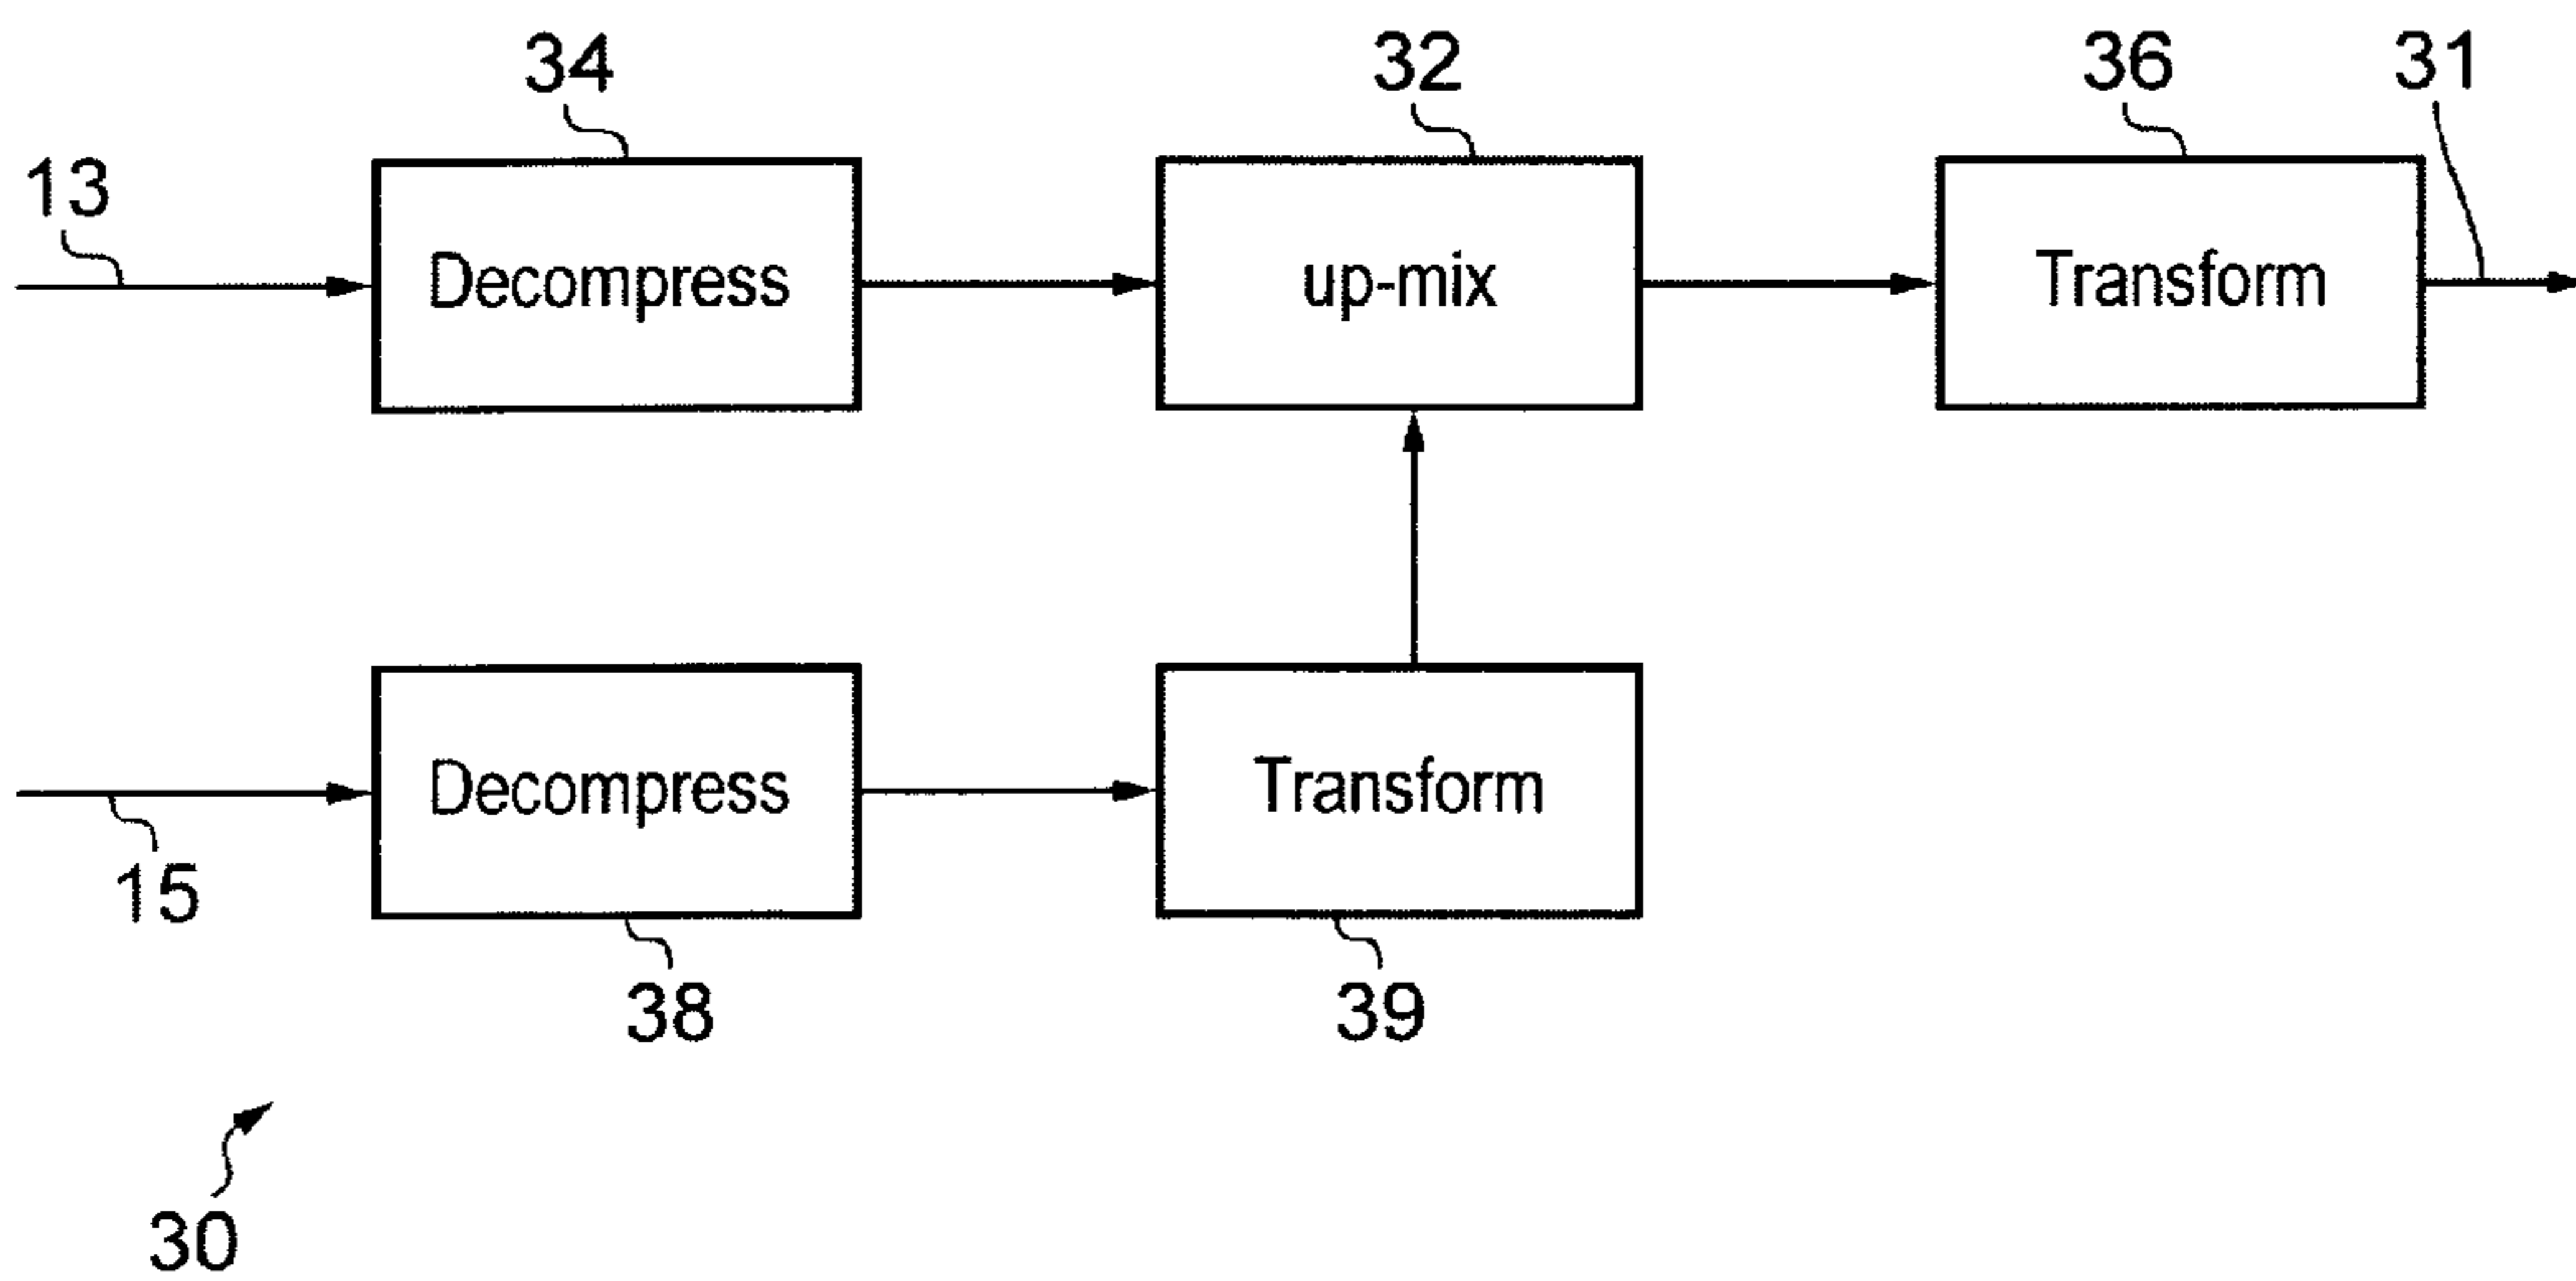 34
32
36
31
13
Decompress
up-mix
Transform
Decompress
Transform
15
38
39
30